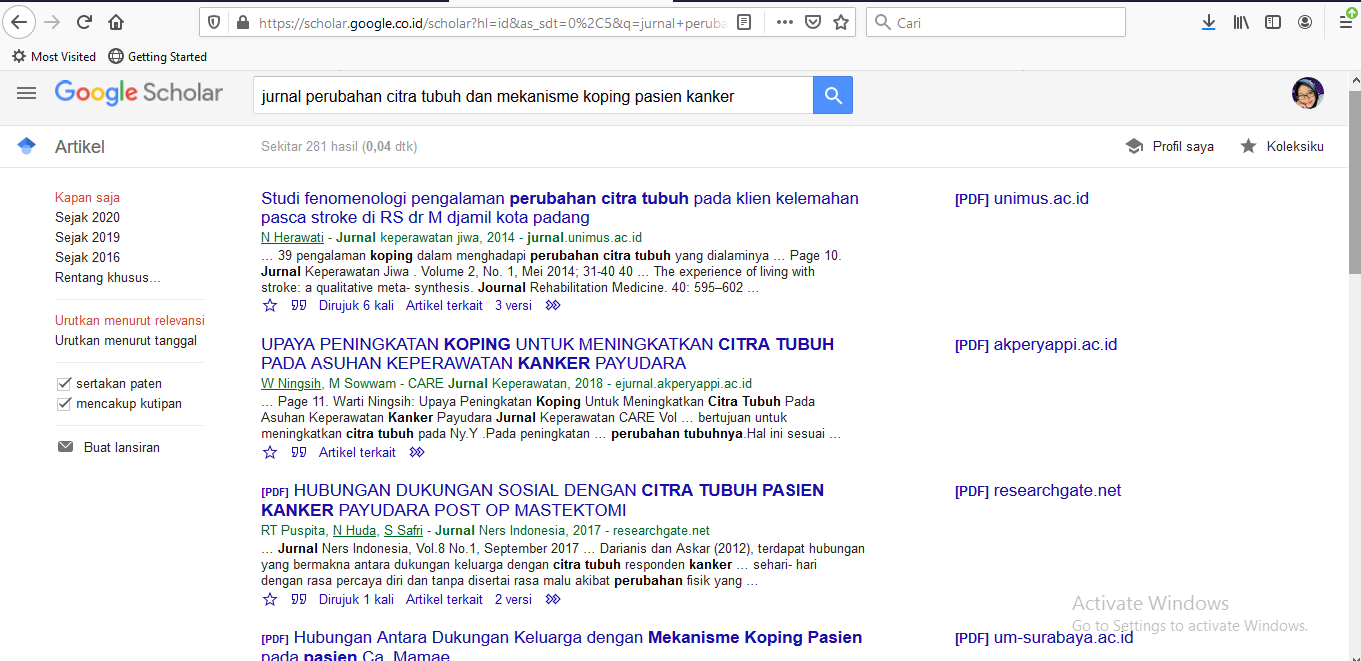 https://scholar.google.co.id/scholar?hl=id&as_sdt=0%2C5&q=jurnal+peruba
Cari
Most Visited
Getting Started
Google Scholar
jurnal perubahan citra tubuh dan mekanisme koping pasien kanker
Artikel
Sekitar 281 hasil (0,04 dtk)
Profil saya
Koleksiku
Kapan saja
Sejak 2020
Sejak 2019
Sejak 2016
Rentang khusus...
Urutkan menurut relevansi
Urutkan menurut tanggal
sertakan paten
mencakup kutipan
Buat lansiran
Studi fenomenologi pengalaman perubahan citra tubuh pada klien kelemahan
pasca stroke di RS dr M djamil kota padang
N Herawati - Jurnal keperawatan jiwa, 2014 - jurnal.unimus.ac.id
... 39 pengalaman koping dalam menghadapi perubahan citra tubuh yang dialaminya ... Page 10.
Jurnal Keperawatan Jiwa . Volume 2, No. 1, Mei 2014; 31-40 40 ... The experience of living with
stroke: a qualitative meta- synthesis. Journal Rehabilitation Medicine. 40: 595–602 ...
Dirujuk 6 kali Artikel terkait 3 versi
[PDF] unimus.ac.id
UPAYA PENINGKATAN KOPING UNTUK MENINGKATKAN CITRA TUBUH
PADA ASUHAN KEPERAWATAN KANKER PAYUDARA
W Ningsih, M Sowwam - CARE Jurnal Keperawatan, 2018 - ejurnal.akperyappi.ac.id
... Page 11. Warti Ningsih: Upaya Peningkatan Koping Untuk Meningkatkan Citra Tubuh Pada
Asuhan Keperawatan Kanker Payudara Jurnal Keperawatan CARE Vol ... bertujuan untuk
meningkatkan citra tubuh pada Ny.Y .Pada peningkatan ... perubahan tubuhnya.Hal ini sesuai ...
Artikel terkait
[PDF] akperyappi.ac.id
[PDF] HUBUNGAN DUKUNGAN SOSIAL DENGAN CITRA TUBUH PASIEN
KANKER PAYUDARA POST OP MASTEKTOMI
RT Puspita, N Huda, S Safri - Jurnal Ners Indonesia, 2017 - researchgate.net
... Jurnal Ners Indonesia, Vol.8 No.1, September 2017 ... Darianis dan Askar (2012), terdapat hubungan
yang bermakna antara dukungan keluarga dengan citra tubuh responden kanker ... sehari- hari
dengan rasa percaya diri dan tanpa disertai rasa malu akibat perubahan fisik yang ...
Dirujuk 1 kali Artikel terkait 2 versi
[PDF] researchgate.net
[PDF] Hubungan Antara Dukungan Keluarga dengan Mekanisme Koping Pasien
pada pasien Ca. Mamae
[PDF] um-surabaya.ac.id
Activate Windows
Go to Settings to activate Windows.